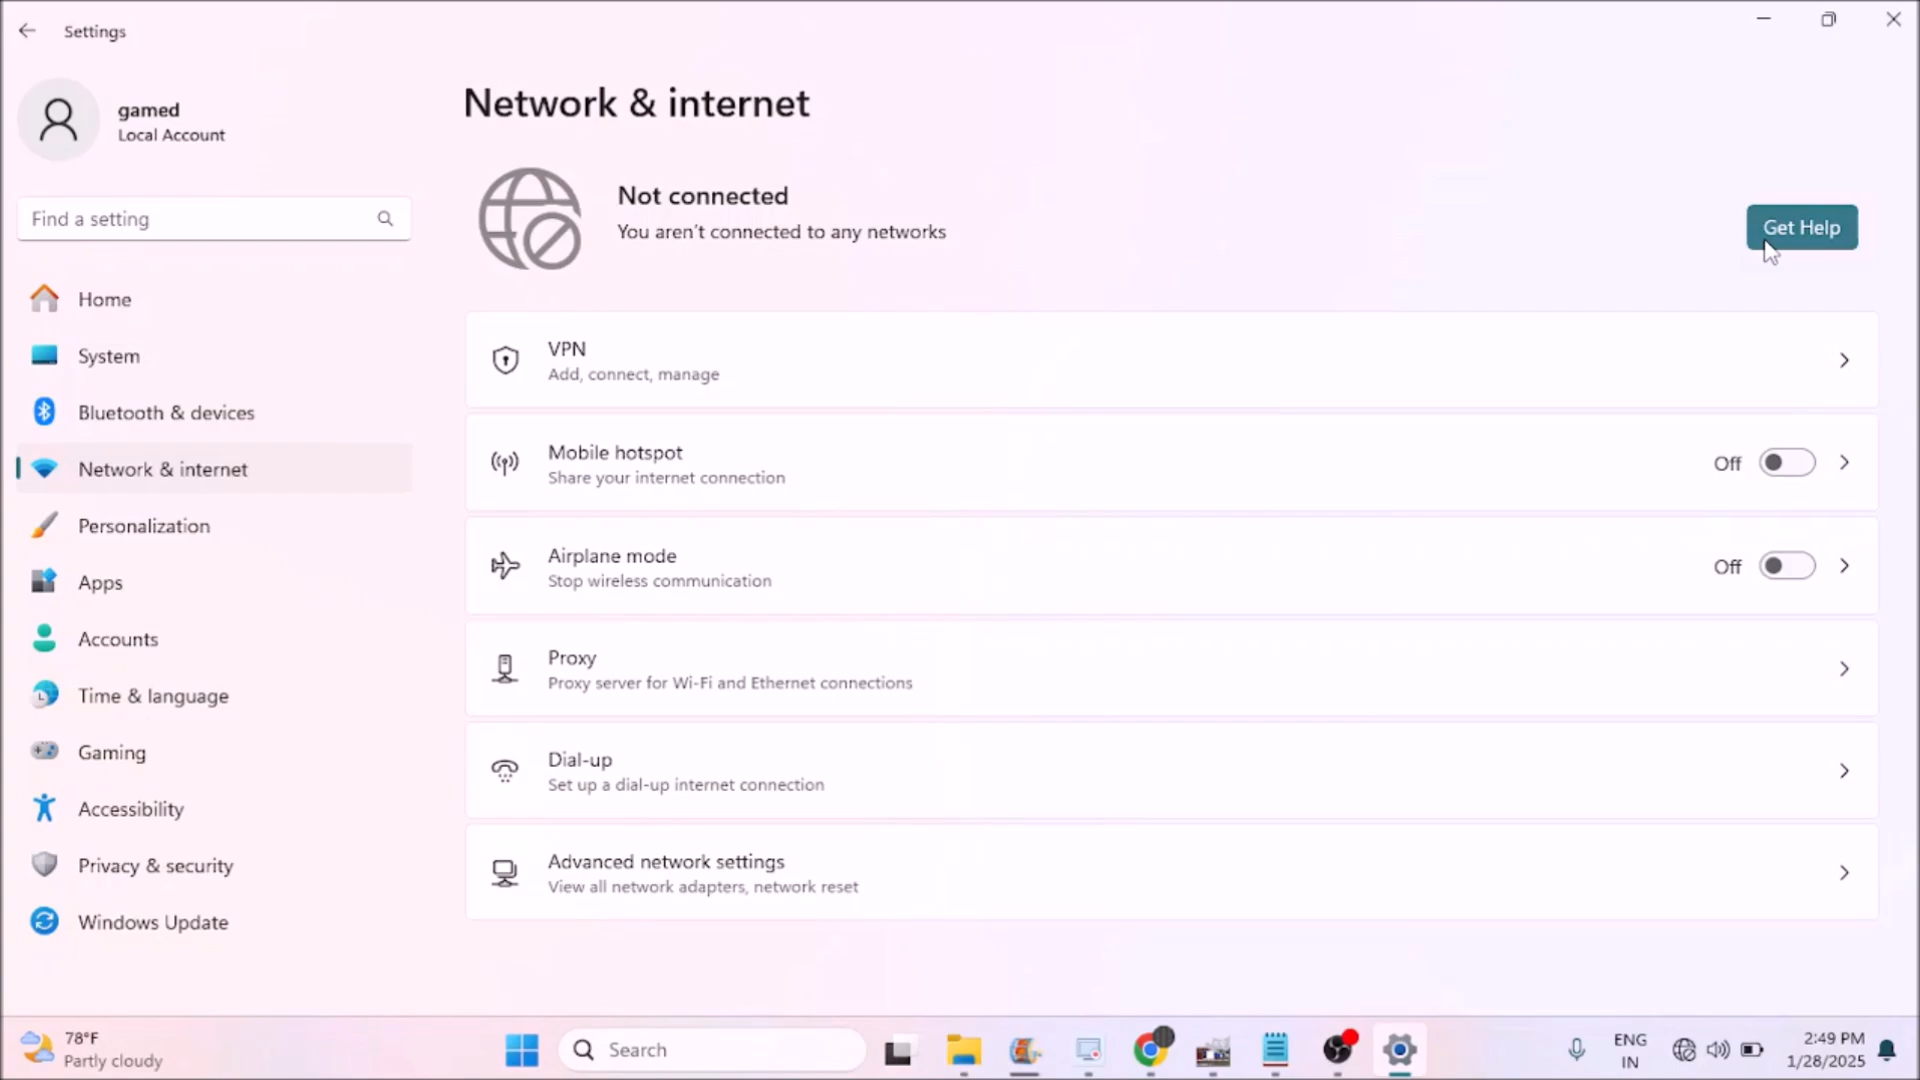 Settings
gamed
Local Account
Find a setting
Home
System
Bluetooth & devices
Network & internet
Personalization
Apps
Accounts
Time & language
Gaming
Accessibility
Privacy & security
Windows Update
Network & internet
Not connected
You aren't connected to any networks
Get Help
VPN
Add, connect, manage
Mobile hotspot
Share your internet connection
Off
Airplane mode
Stop wireless communication
Off
Proxy
Proxy server for Wi-Fi and Ethernet connections
Dial-up
Set up a dial-up internet connection
Advanced network settings
View all network adapters, network reset
78°F
Partly cloudy
Search
ENG
IN
2:49 PM
1/28/2025